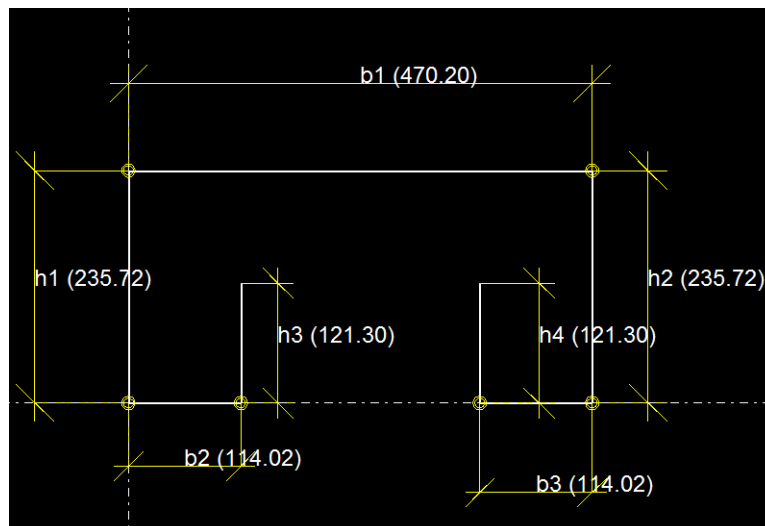 b1 (470.20)
h1 (235.72)
h2 (235.72)
h3 (121.30)
h4 (121.30)
b2 (114.02)
b3 (114.02)